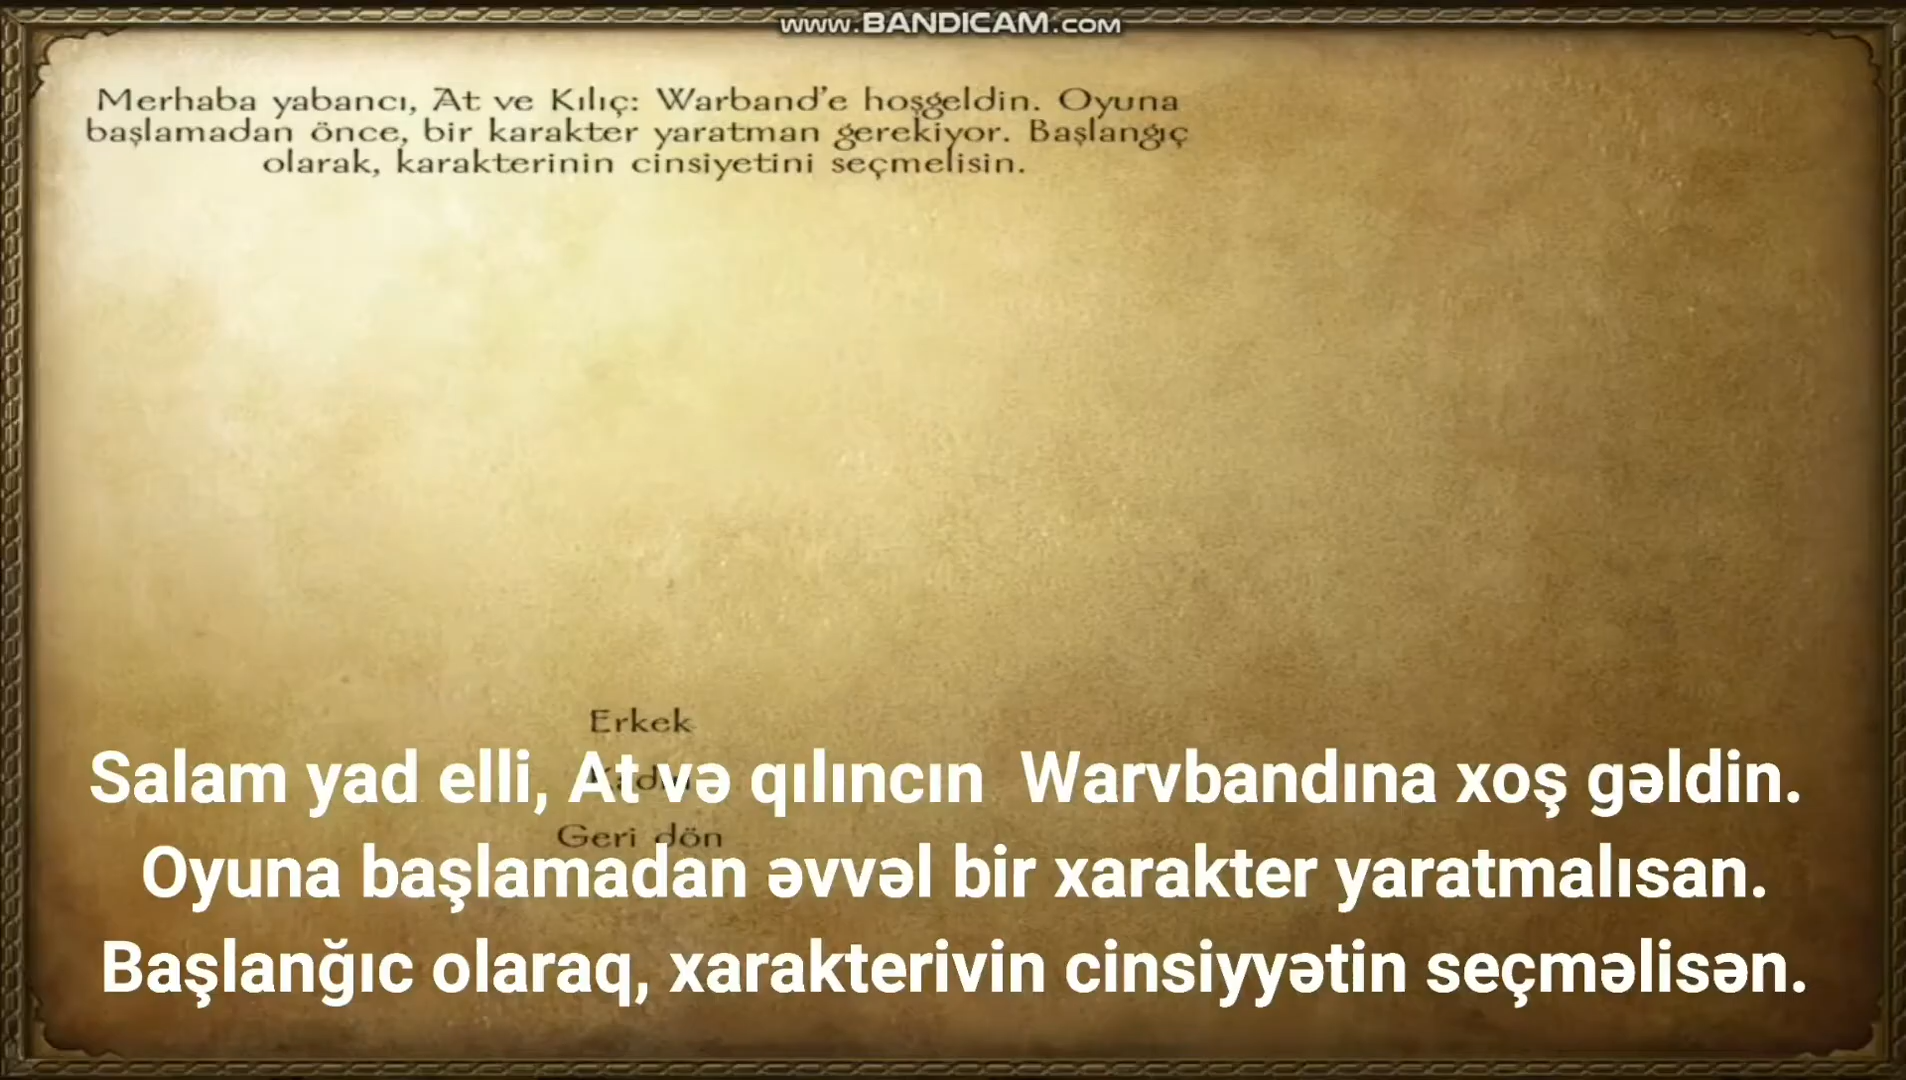 www.BANDICAM.com
Merhaba yabancı, At ve Kılıç: Warband'e hoşgeldin. Oyuna
başlamadan önce, bir karakter yaratman gerekiyor. Başlangıç
olarak, karakterinin cinsiyetini seçmelisin.
Erkek
Geri dön
Salam yad elli, At və qılıncın Warvbandına xoş gəldin.
Oyuna başlamadan əvvəl bir xarakter yaratmalısan.
Başlanğıc olaraq, xarakterivin cinsiyyətin seçməlisən.